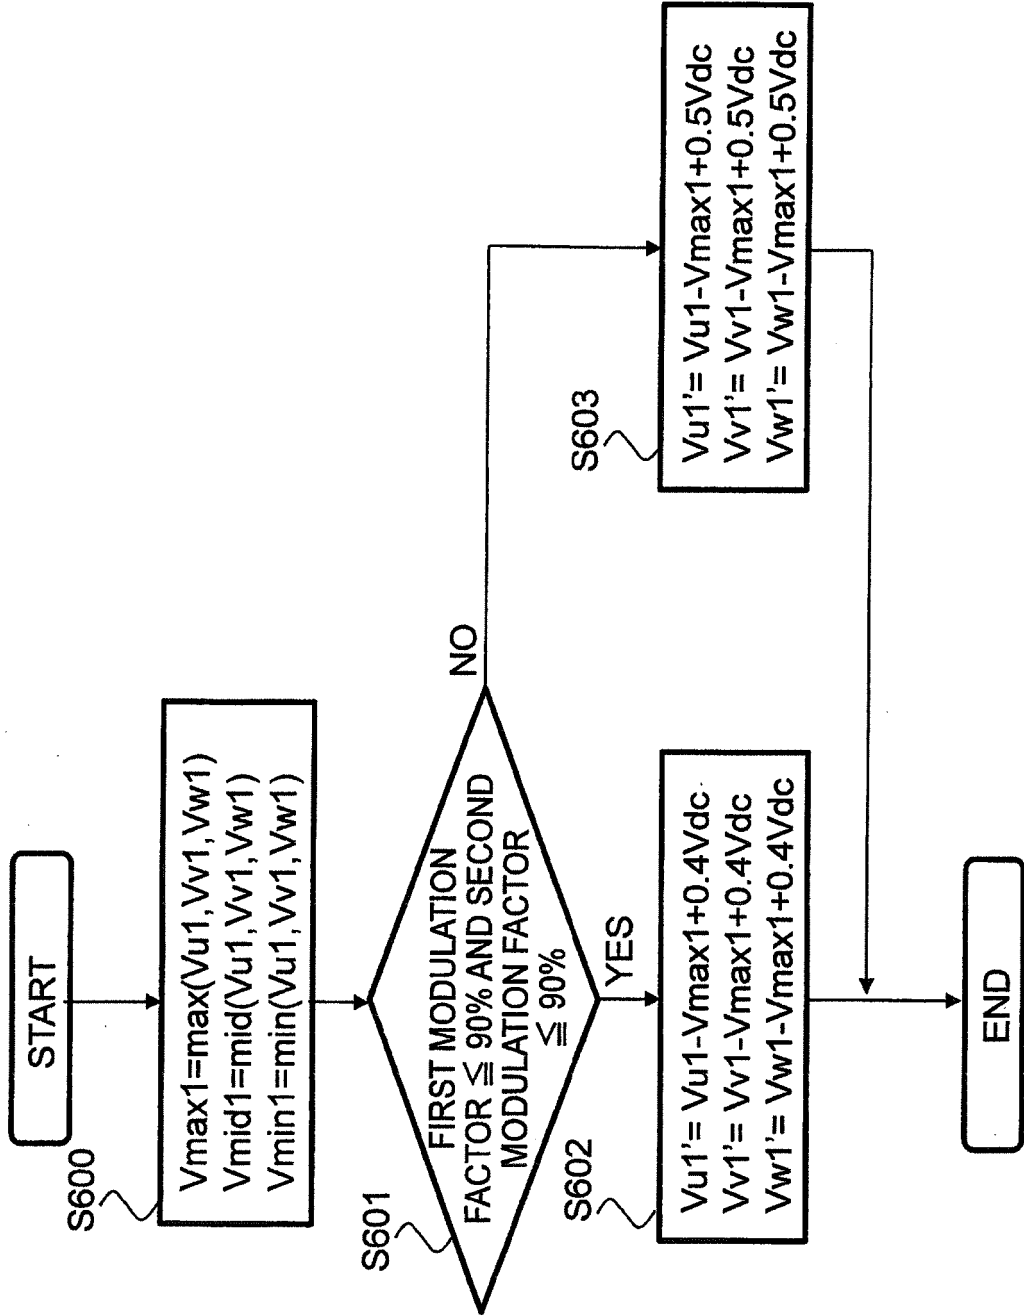 START
S600
Vmax1=max(Vu1,Vv1,Vw1)
Vmid1=mid(Vu1,Vv1,Vw1)
Vmin1=min(Vu1,Vv1,Vw1)
S601
FIRST MODULATION
FACTOR ≦ 90% AND SECOND
MODULATION FACTOR
≦ 90%
NO
YES
S602
Vu1'= Vu1-Vmax1+0.4Vdc
Vv1'= Vv1-Vmax1+0.4Vdc
Vw1'= Vw1-Vmax1+0.4Vdc
S603
Vu1'= Vu1-Vmax1+0.5Vdc
Vv1'= Vv1-Vmax1+0.5Vdc
Vw1'= Vw1-Vmax1+0.5Vdc
END